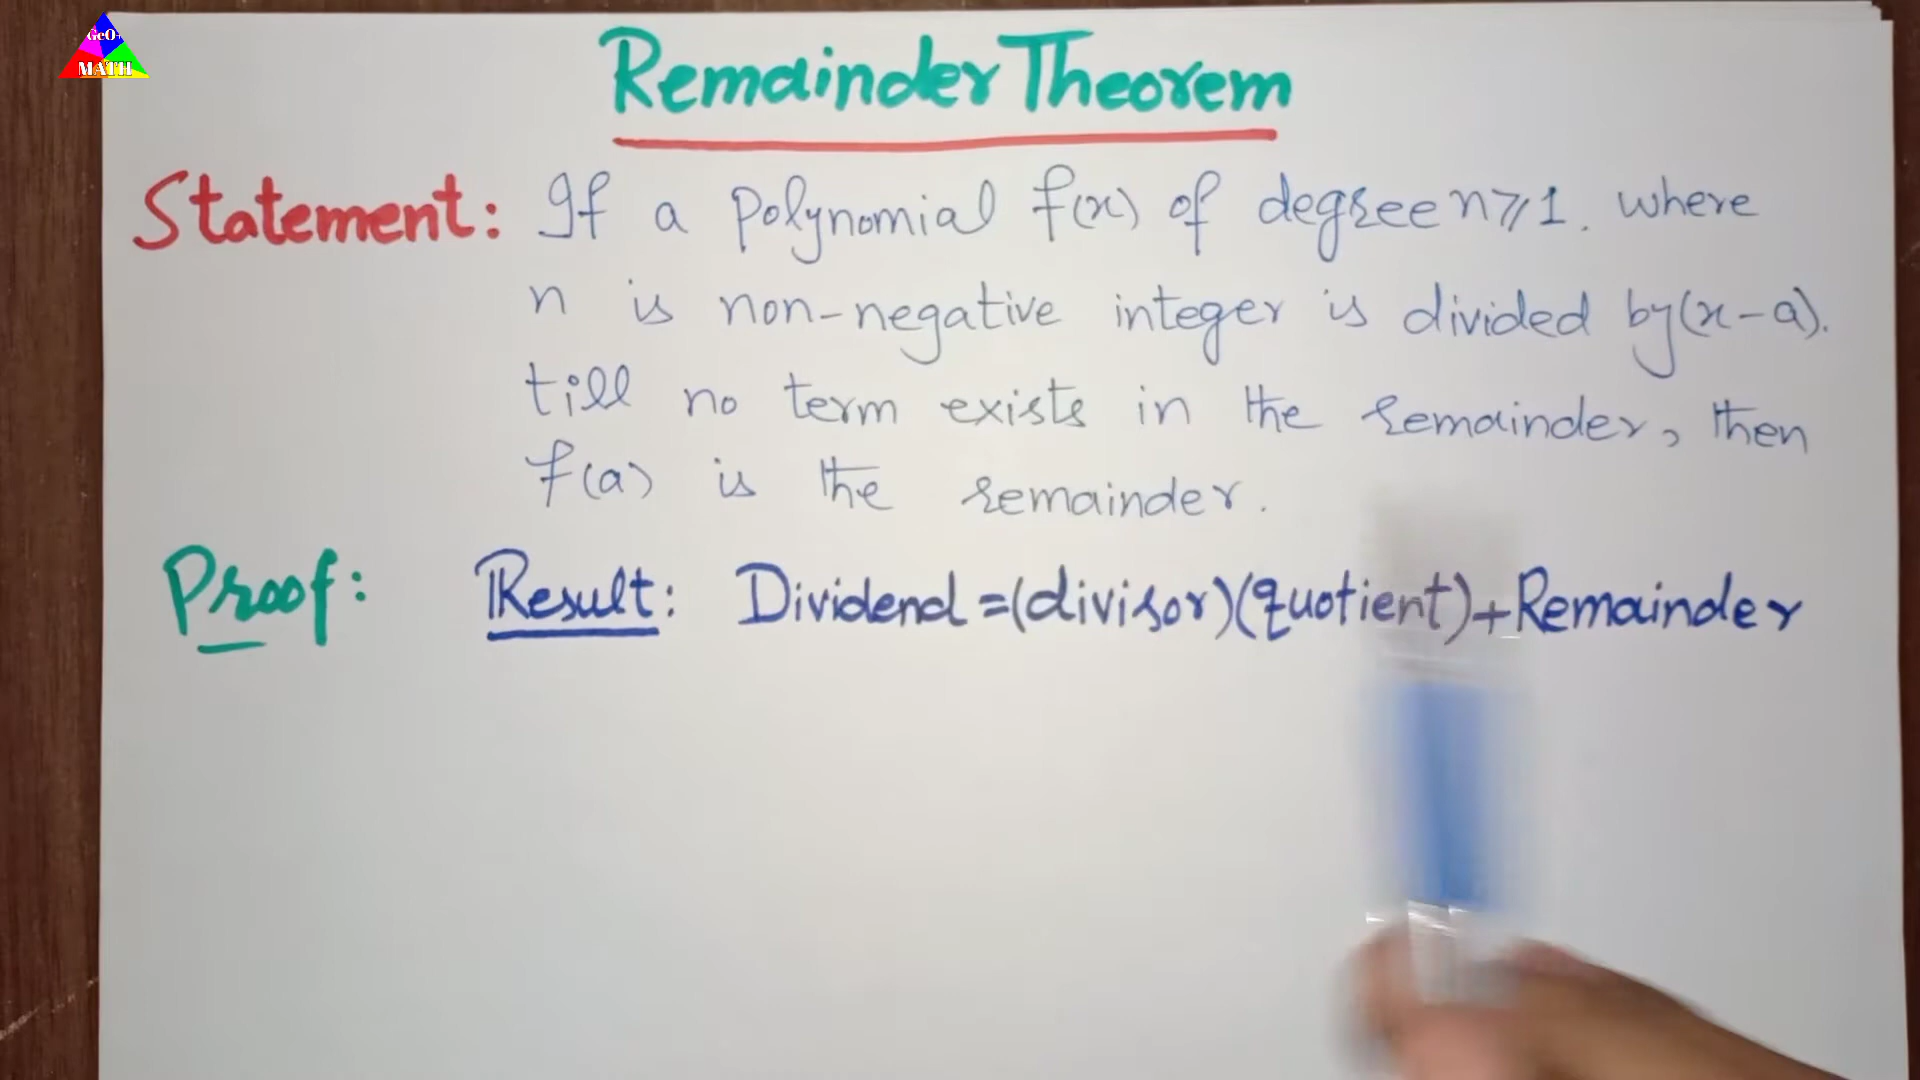 GeO+
MATH
Remainder Theorem
Statement: If a polynomial f(x) of degree n⩾1. where
n is non-negative integer is divided by (x-a).
till no term exists in the remainder, then
f(a) is the remainder.
Proof: Result: Dividend=(divisor)(quotient)+Remainder